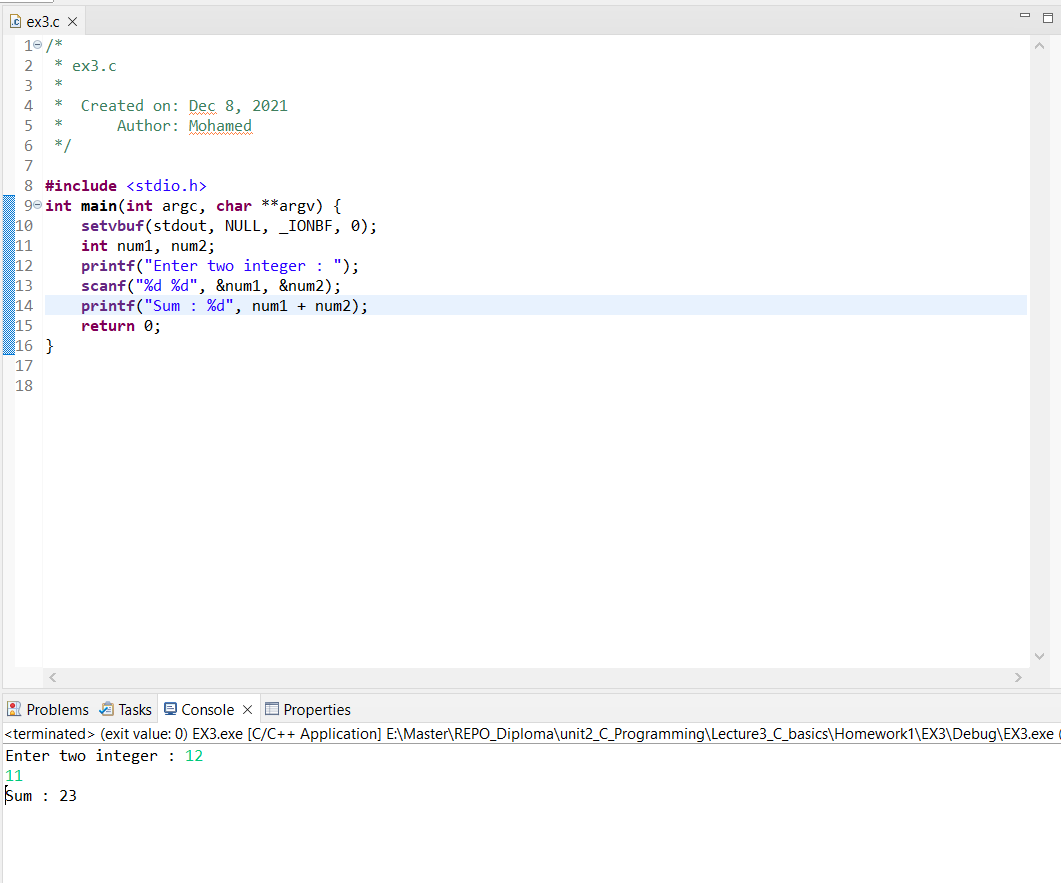 ex3.c
1 /*
2  * ex3.c
3  *
4  *  Created on: Dec 8, 2021
5  *      Author: Mohamed
6  */
7
8 #include <stdio.h>
9 int main(int argc, char **argv) {
10     setvbuf(stdout, NULL, _IONBF, 0);
11     int num1, num2;
12     printf("Enter two integer : ");
13     scanf("%d %d", &num1, &num2);
14     printf("Sum : %d", num1 + num2);
15     return 0;
16 }
17
18
Problems Tasks Console Properties
<terminated> (exit value: 0) EX3.exe [C/C++ Application] E:\Master\REPO_Diploma\unit2_C_Programming\Lecture3_C_basics\Homework1\EX3\Debug\EX3.exe (
Enter two integer : 12
11
Sum : 23